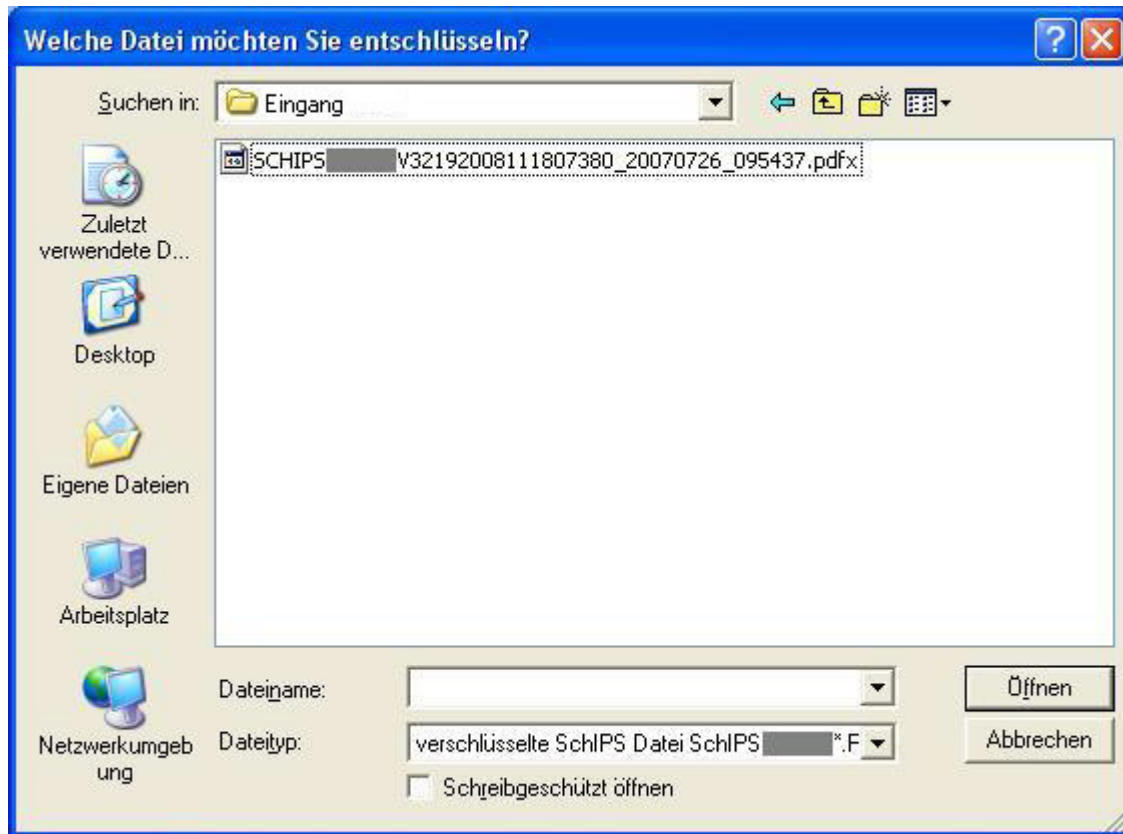 Welche Datei möchten Sie entschlüsseln?
Suchen in:
Eingang
SCHIPS V32192008111807380_20070726_095437.pdfx
Zuletzt
verwendete D...
Desktop
Eigene Dateien
Arbeitsplatz
Netzwerkumgeb
ung
Dateiname:
Öffnen
Dateityp:
verschlüsselte SchIPS Datei SchIPS *.F
Abbrechen
Schreibgeschützt öffnen